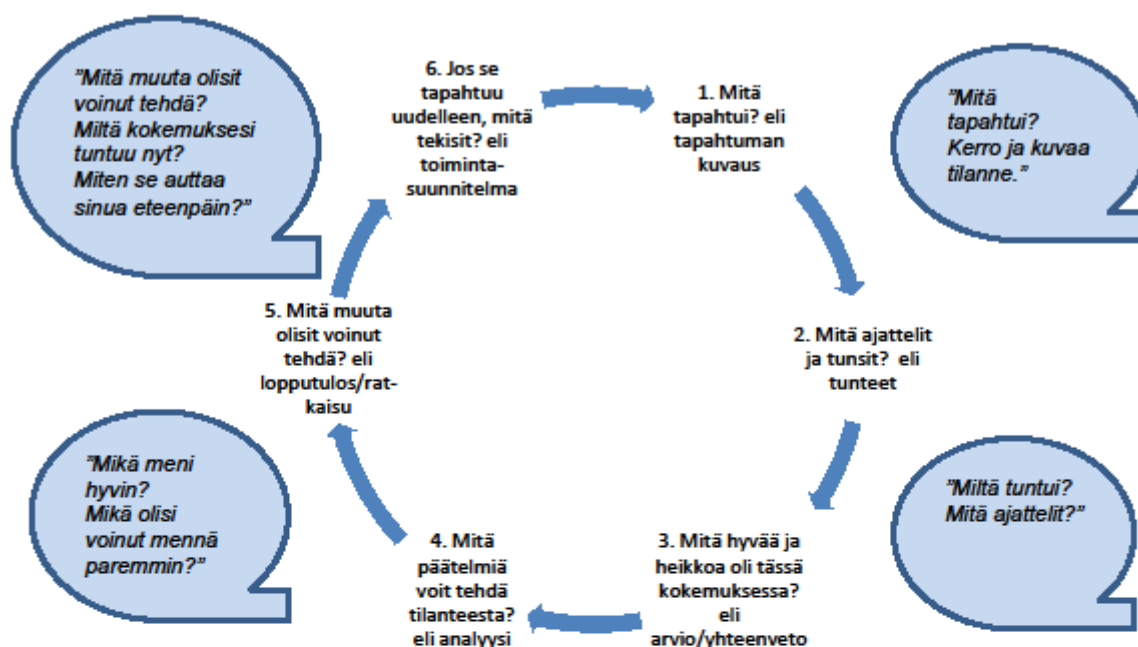 ”Mitä muuta olisit
voinut tehdä?
Miltä kokemuksesi
tuntuu nyt?
Miten se auttaa
sinua eteenpäin?”
6. Jos se
tapahtuu
uudelleen, mitä
tekisit? eli
toiminta-
suunnitelma
1. Mitä
tapahtui? eli
tapahtuman
kuvaus
”Mitä
tapahtui?
Kerro ja kuvaa
tilanne.”
2. Mitä ajattelit
ja tunsit? eli
tunteet
”Miltä tuntui?
Mitä ajattelit?”
3. Mitä hyvää ja
heikkoa oli tässä
kokemuksessa?
eli
arvio/yhteenveto
4. Mitä
päätelmiä
voit tehdä
tilanteesta?
eli analyysi
”Mikä meni
hyvin?
Mikä olisi
voinut mennä
paremmin?”
5. Mitä muuta
olisit voinut
tehdä? eli
lopputulos/rat-
kaisu